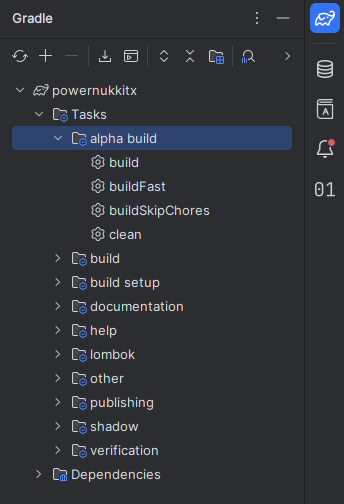 Gradle
powernukkitx
Tasks
alpha build
build
buildFast
buildSkipChores
clean
build
build setup
documentation
help
lombok
other
publishing
shadow
verification
Dependencies
A
01